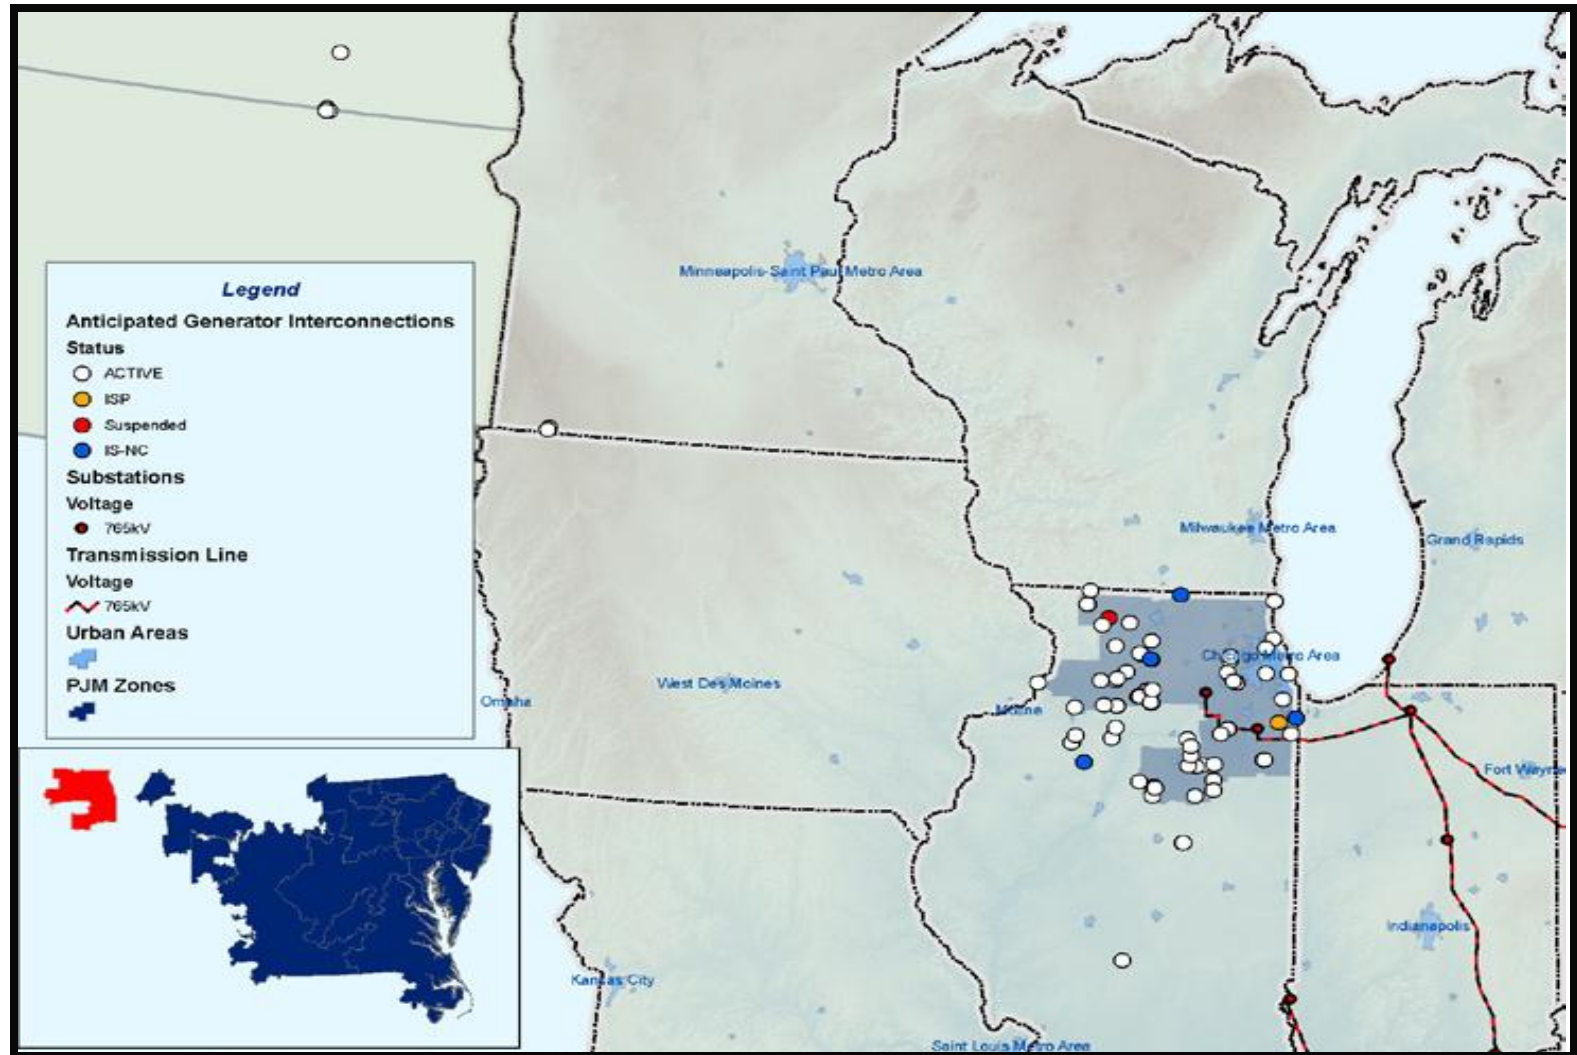 Minneapolis-Saint Paul Metro Area
Legend
Anticipated Generator Interconnections
Status
ACTIVE
ISP
Suspended
IS-NC
Substations
Voltage
765kV
Transmission Line
Voltage
765kV
Urban Areas
PJM Zones
Milwaukee Metro Area
Grand Rapids
Chicago Metro Area
West Des Moines
Omaha
Moline
Fort Wayne
Indianapolis
Kansas City
Saint Louis Metro Area